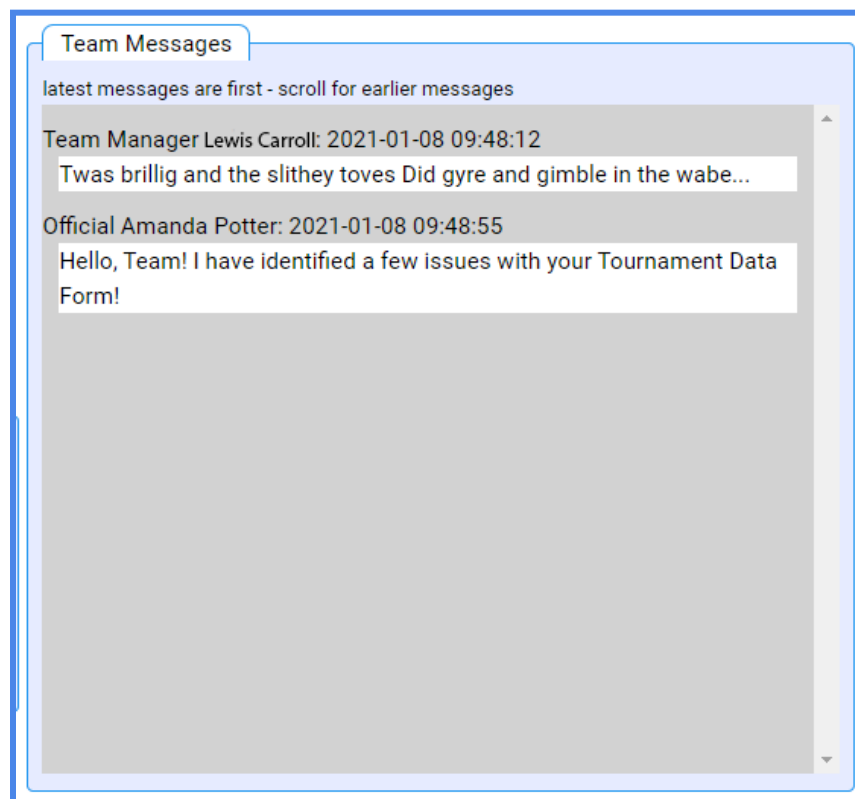 Team Messages
latest messages are first - scroll for earlier messages
Team Manager Lewis Carroll: 2021-01-08 09:48:12
Twas brillig and the slithey toves Did gyre and gimble in the wabe...
Official Amanda Potter: 2021-01-08 09:48:55
Hello, Team! I have identified a few issues with your Tournament Data
Form!